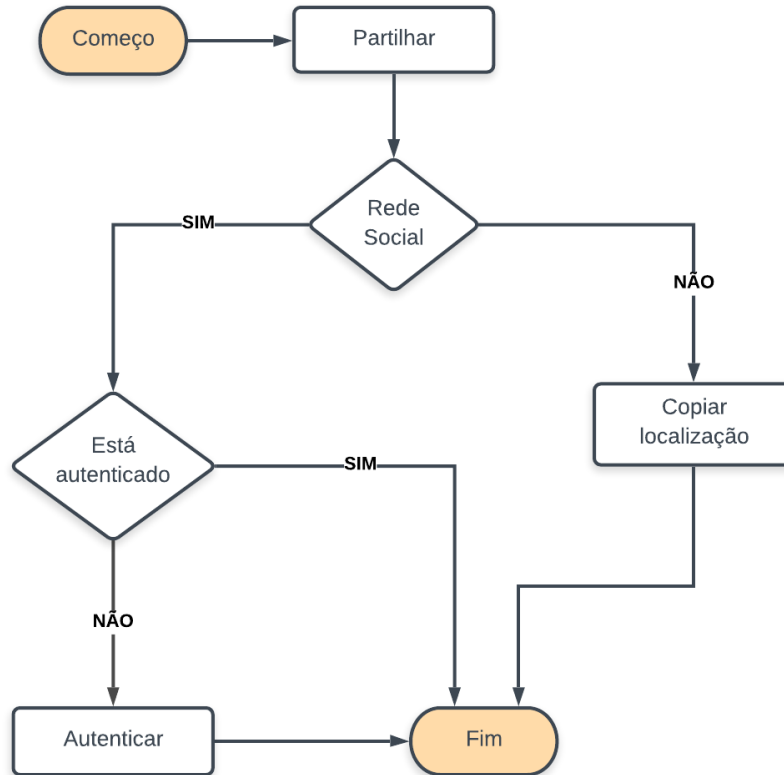 Começo
Partilhar
Rede
Social
SIM
NÃO
Copiar
localização
Está
autenticado
SIM
NÃO
Autenticar
Fim